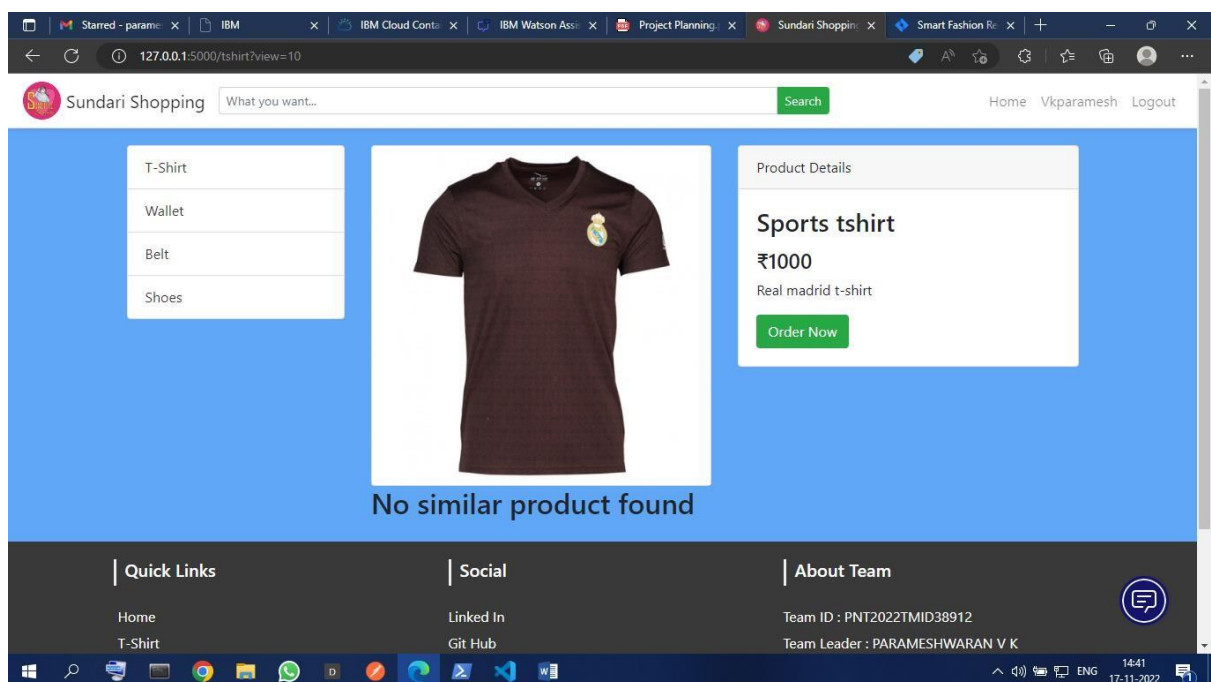 Starred - parame
IBM
IBM Cloud Conta
IBM Watson Assis
Project Planning.
Sundari Shopping
Smart Fashion Re
127.0.0.1:5000/tshirt?view=10
Sundari Shopping
What you want...
Search
Home Vkparamesh Logout
T-Shirt
Wallet
Belt
Shoes
Product Details
Sports tshirt
₹1000
Real madrid t-shirt
Order Now
No similar product found
Quick Links
Home
T-Shirt
Social
Linked In
Git Hub
About Team
Team ID : PNT2022TMID38912
Team Leader : PARAMESHWARAN V K
ENG
14:41
17-11-2022